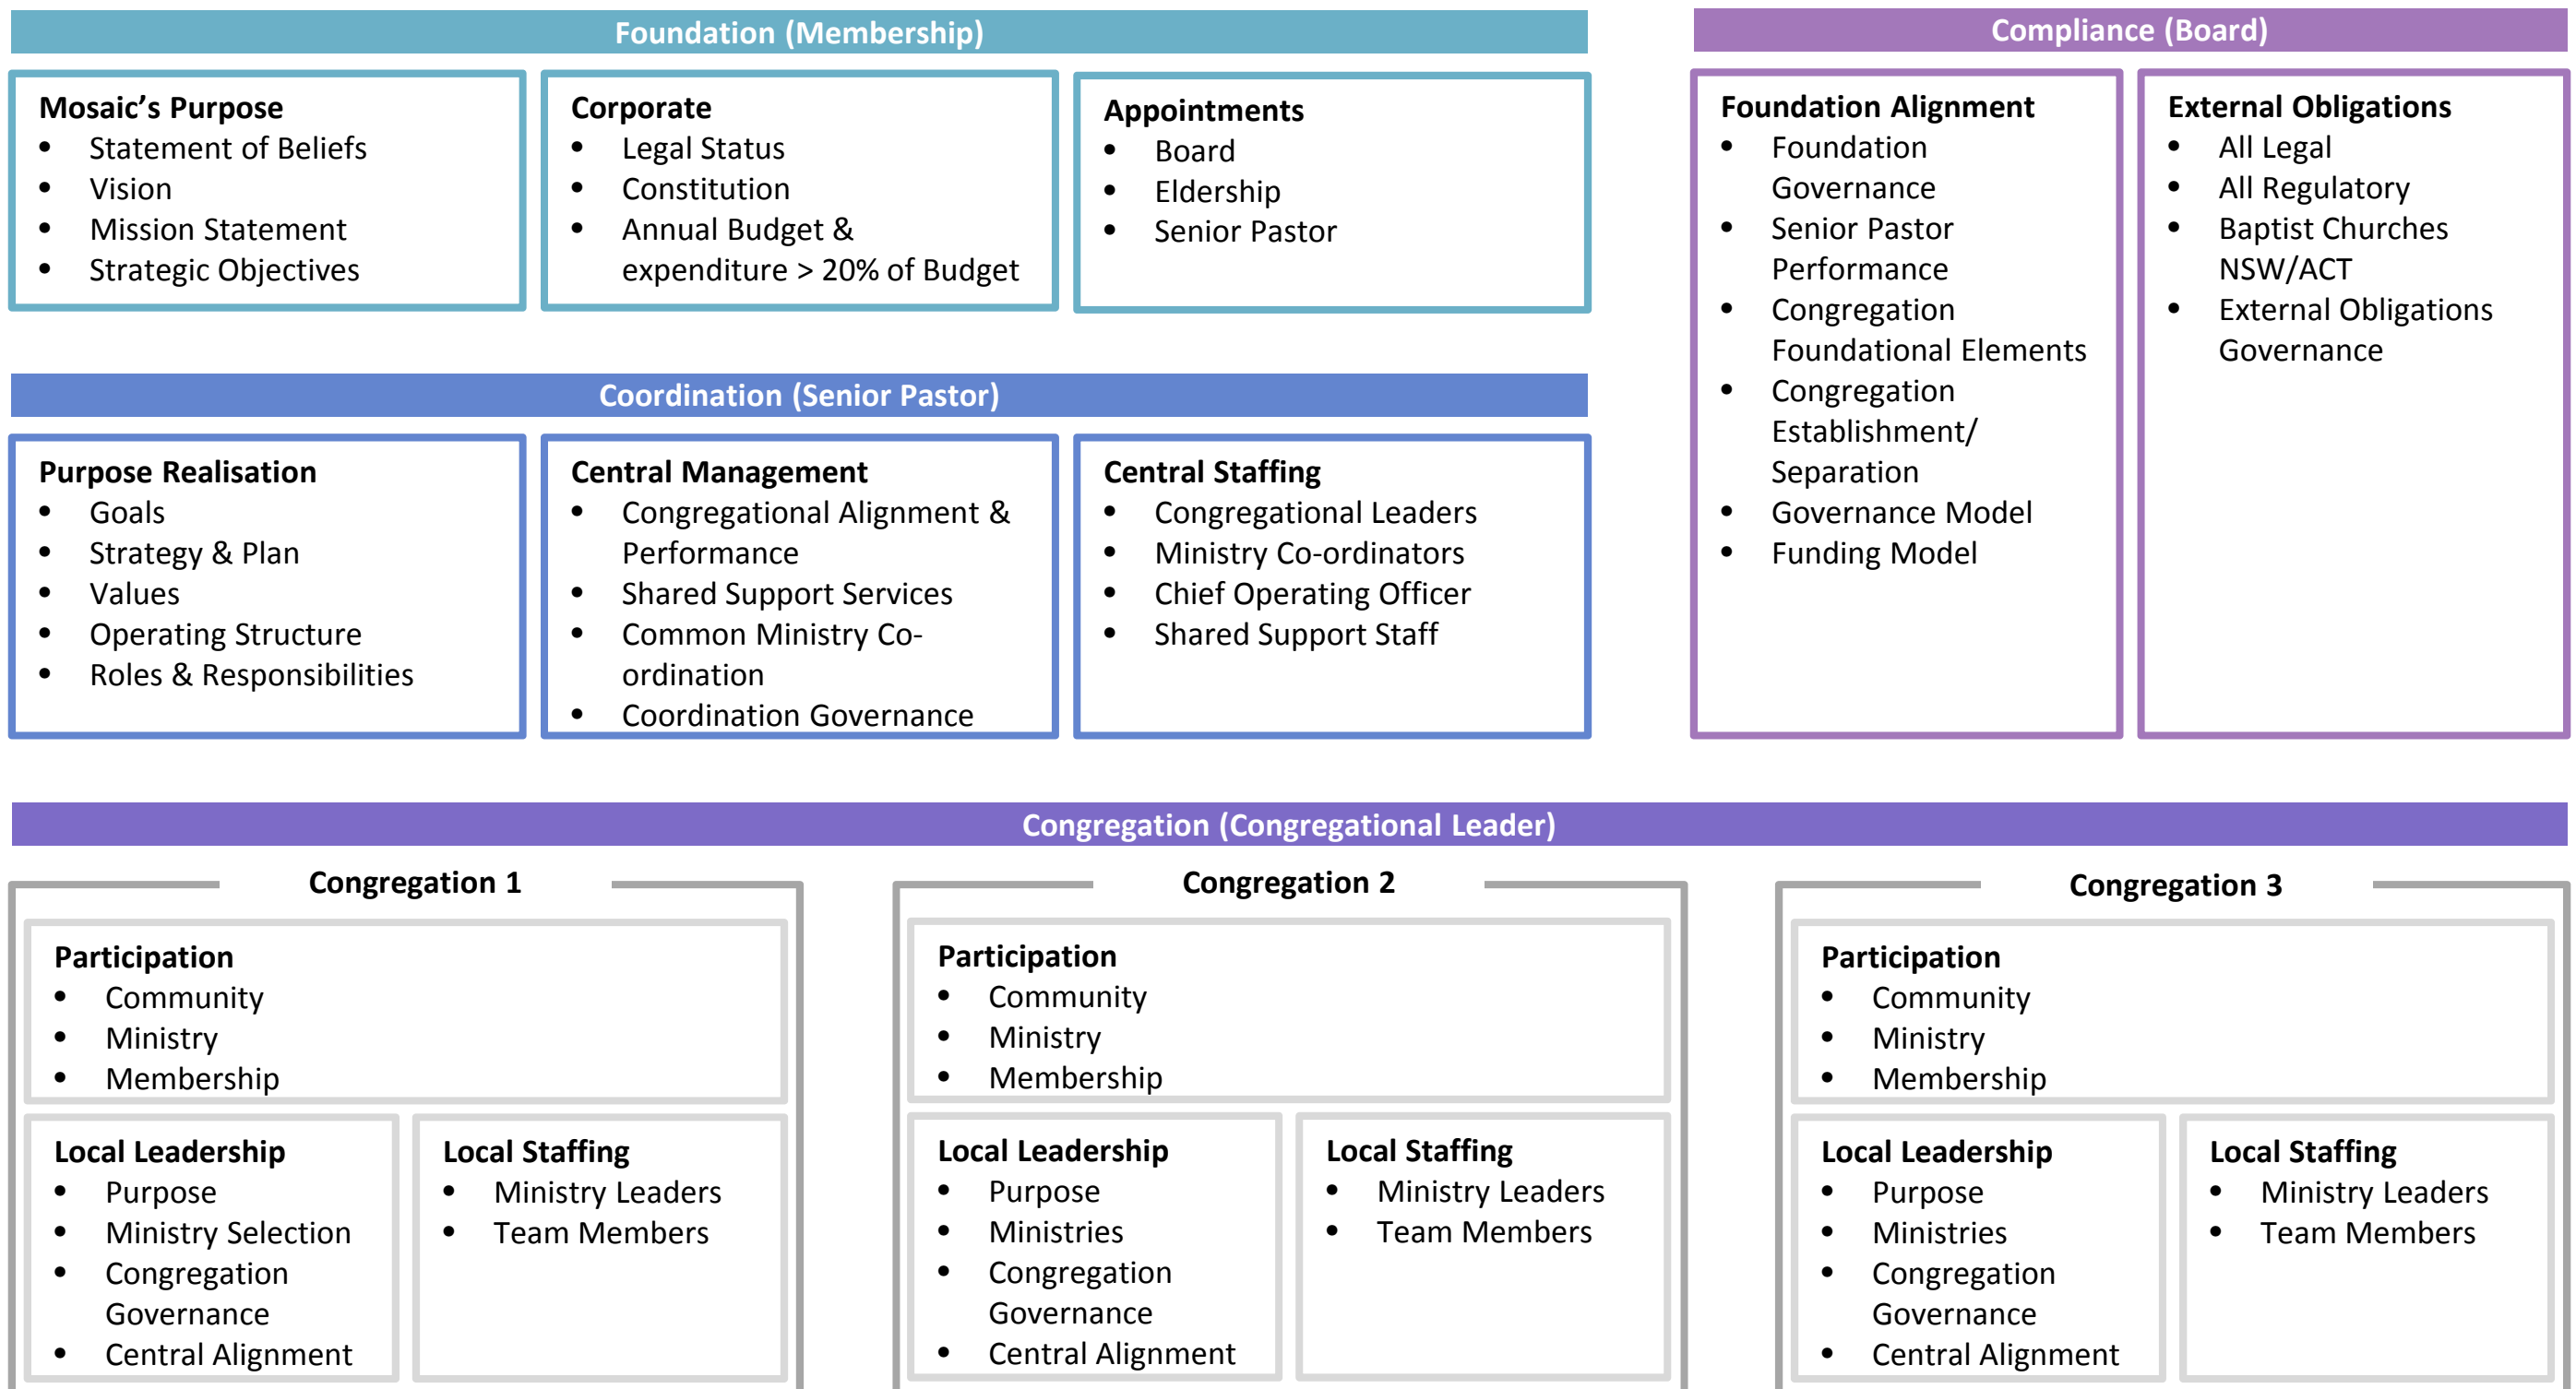 Foundation (Membership)
Mosaic’s Purpose
• Statement of Beliefs
• Vision
• Mission Statement
• Strategic Objectives
Corporate
• Legal Status
• Constitution
• Annual Budget &
expenditure > 20% of Budget
Appointments
• Board
• Eldership
• Senior Pastor
Compliance (Board)
Foundation Alignment
• Foundation
Governance
• Senior Pastor
Performance
• Congregation
Foundational Elements
• Congregation
Establishment/
Separation
• Governance Model
• Funding Model
External Obligations
• All Legal
• All Regulatory
• Baptist Churches
NSW/ACT
• External Obligations
Governance
Coordination (Senior Pastor)
Purpose Realisation
• Goals
• Strategy & Plan
• Values
• Operating Structure
• Roles & Responsibilities
Central Management
• Congregational Alignment &
Performance
• Shared Support Services
• Common Ministry Co-
ordination
• Coordination Governance
Central Staffing
• Congregational Leaders
• Ministry Co-ordinators
• Chief Operating Officer
• Shared Support Staff
Congregation (Congregational Leader)
Congregation 1
Participation
• Community
• Ministry
• Membership
Local Leadership
• Purpose
• Ministry Selection
• Congregation
Governance
• Central Alignment
Local Staffing
• Ministry Leaders
• Team Members
Congregation 2
Participation
• Community
• Ministry
• Membership
Local Leadership
• Purpose
• Ministries
• Congregation
Governance
• Central Alignment
Local Staffing
• Ministry Leaders
• Team Members
Congregation 3
Participation
• Community
• Ministry
• Membership
Local Leadership
• Purpose
• Ministries
• Congregation
Governance
• Central Alignment
Local Staffing
• Ministry Leaders
• Team Members